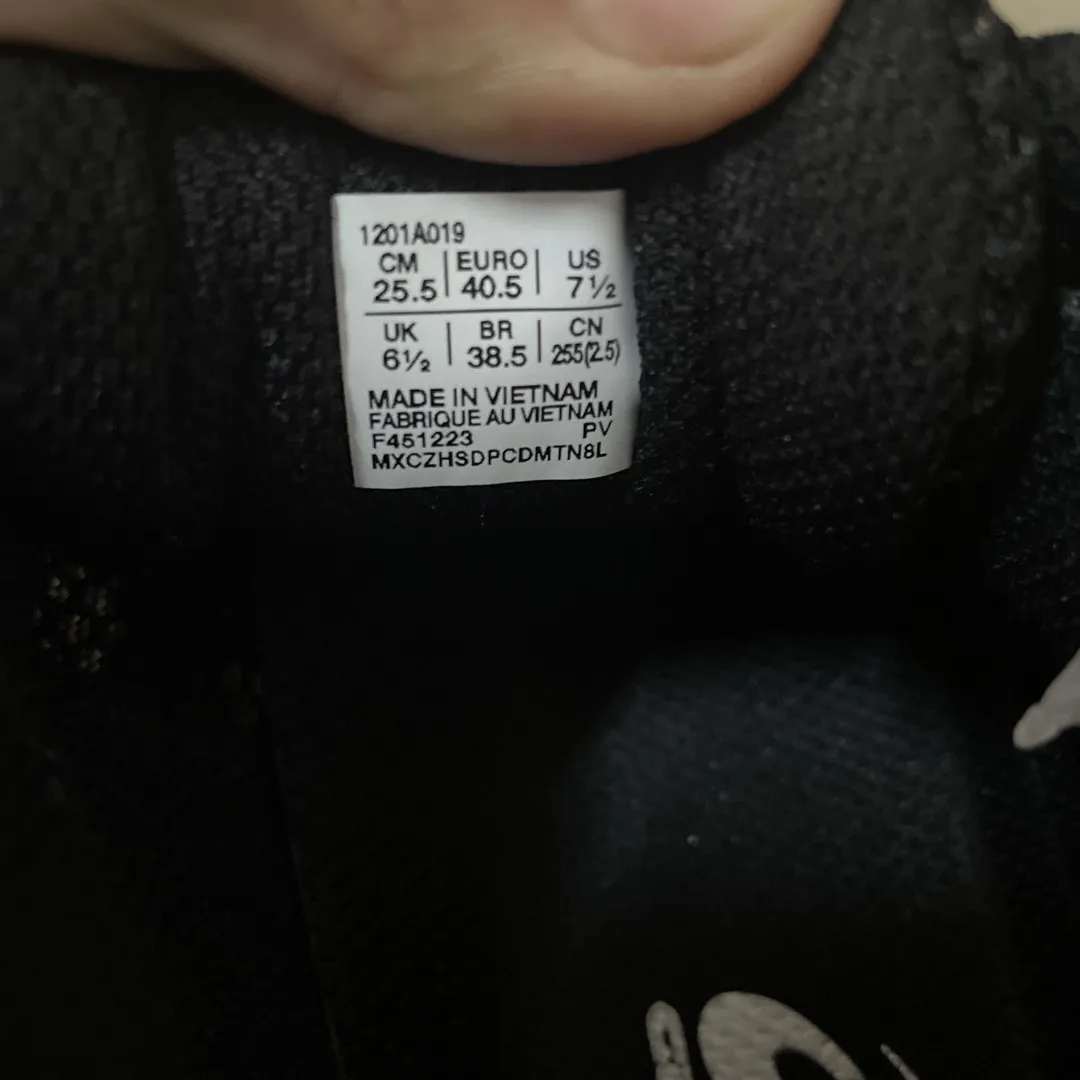 1201A019
CM | EURO | US
25.5 | 40.5 | 7½
UK | BR | CN
6½ | 38.5 | 255(2.5)
MADE IN VIETNAM
FABRIQUE AU VIETNAM
F451223 PV
MXCZHSDPCDMTN8L